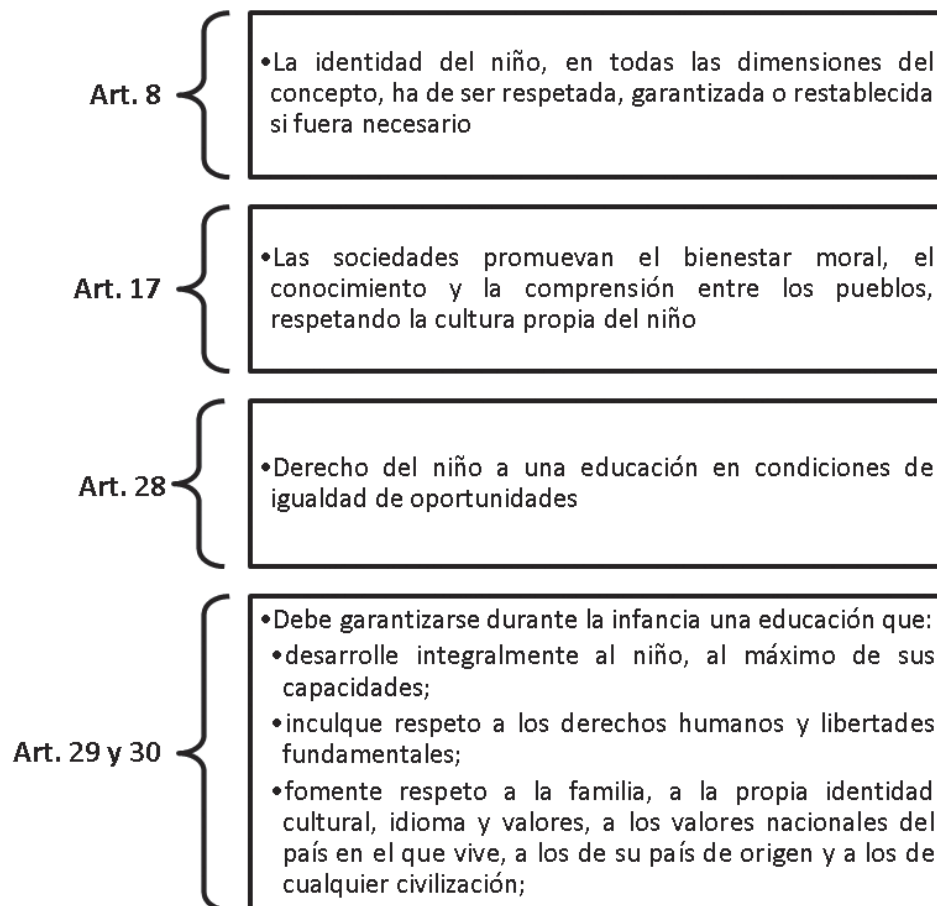 Art. 8
•La identidad del niño, en todas las dimensiones del
concepto, ha de ser respetada, garantizada o restablecida
si fuera necesario
Art. 17
•Las sociedades promuevan el bienestar moral, el
conocimiento y la comprensión entre los pueblos,
respetando la cultura propia del niño
Art. 28
•Derecho del niño a una educación en condiciones de
igualdad de oportunidades
Art. 29 y 30
•Debe garantizarse durante la infancia una educación que:
•desarrolle integralmente al niño, al máximo de sus
capacidades;
•inculque respeto a los derechos humanos y libertades
fundamentales;
•fomente respeto a la familia, a la propia identidad
cultural, idioma y valores, a los valores nacionales del
país en el que vive, a los de su país de origen y a los de
cualquier civilización;